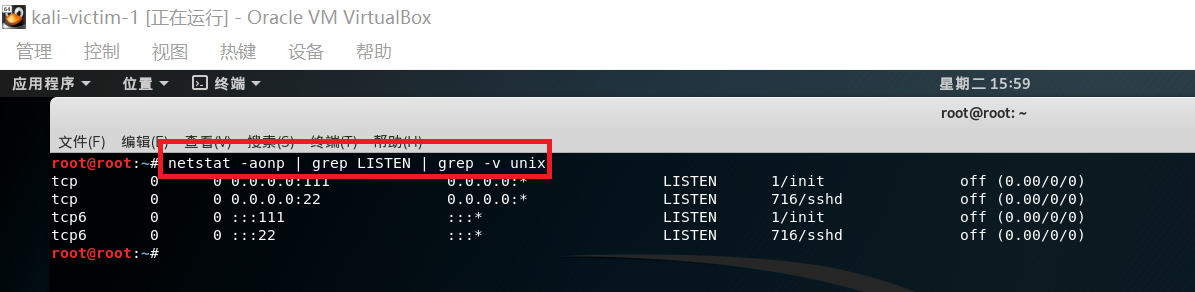 64
kali-victim-1 [正在运行] - Oracle VM VirtualBox
管理 控制 视图 热键 设备 帮助
应用程序 位置 终端 星期二 15:59
root@root: ~
文件(F) 编辑(E) 查看(V) 搜索(S) 终端(T) 帮助(H)
root@root:~# netstat -aonp | grep LISTEN | grep -v unix
tcp 0 0 0.0.0.0:111 0.0.0.0:* LISTEN 1/init off (0.00/0/0)
tcp 0 0 0.0.0.0:22 0.0.0.0:* LISTEN 716/sshd off (0.00/0/0)
tcp6 0 0 :::111 :::* LISTEN 1/init off (0.00/0/0)
tcp6 0 0 :::22 :::* LISTEN 716/sshd off (0.00/0/0)
root@root:~#